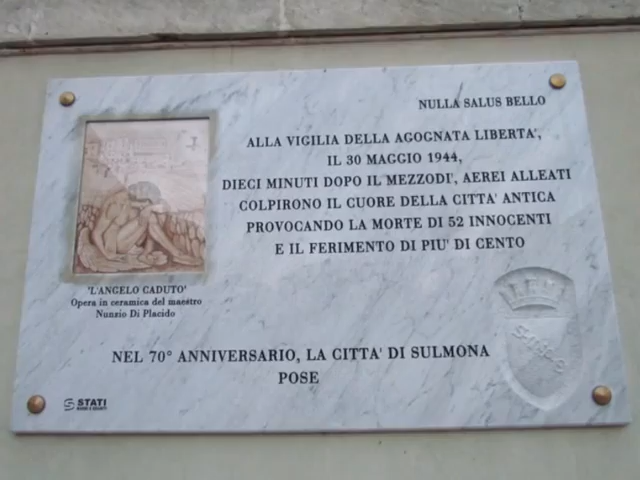 NULLA SALUS BELLO
ALLA VIGILIA DELLA AGOGNATA LIBERTA',
IL 30 MAGGIO 1944,
DIECI MINUTI DOPO IL MEZZODI', AEREI ALLEATI
COLPIRONO IL CUORE DELLA CITTA' ANTICA
PROVOCANDO LA MORTE DI 52 INNOCENTI
E IL FERIMENTO DI PIU' DI CENTO
'L'ANGELO CADUTO'
Opera in ceramica del maestro
Nunzio Di Placido
NEL 70° ANNIVERSARIO, LA CITTA' DI SULMONA
POSE
STATI